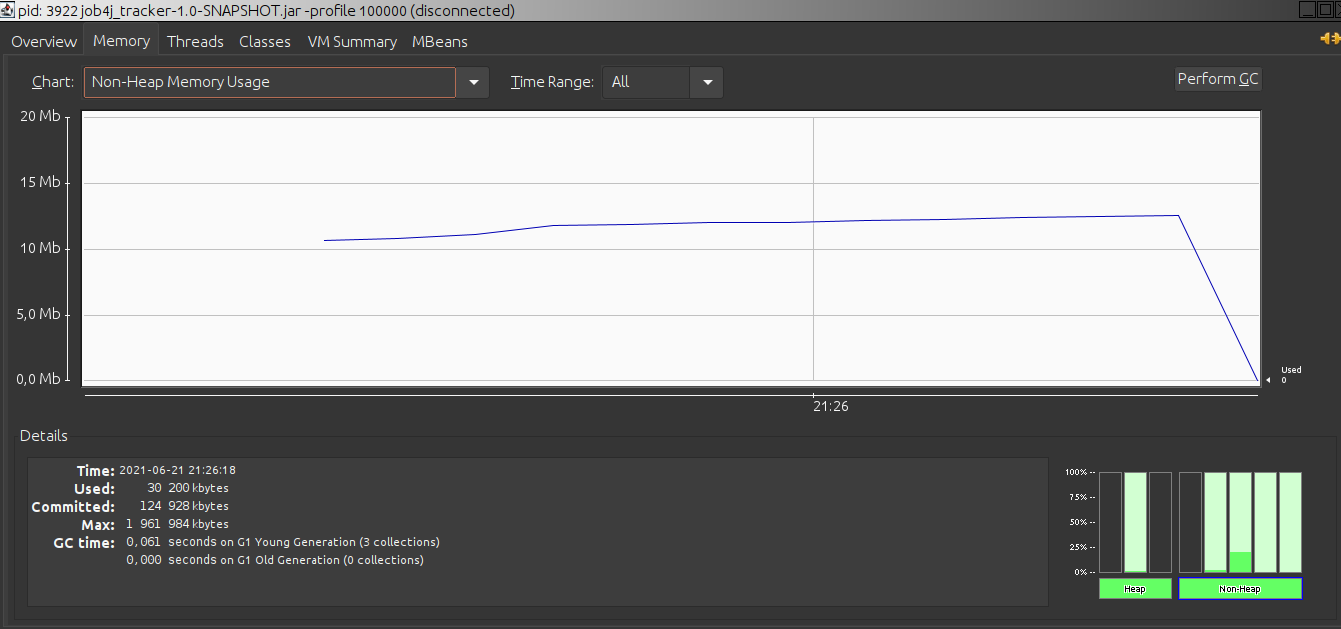 pid: 3922 job4j_tracker-1.0-SNAPSHOT.jar -profile 100000 (disconnected)
Overview Memory Threads Classes VM Summary MBeans
Chart: Non-Heap Memory Usage Time Range: All Perform GC
20 Mb
15 Mb
10 Mb
5,0 Mb
0,0 Mb
Used
0
21:26
Details
Time: 2021-06-21 21:26:18
Used: 30 200 kbytes
Committed: 124 928 kbytes
Max: 1 961 984 kbytes
GC time: 0,061 seconds on G1 Young Generation (3 collections)
0,000 seconds on G1 Old Generation (0 collections)
100% --
75% --
50% --
25% --
0% --
Heap Non-Heap